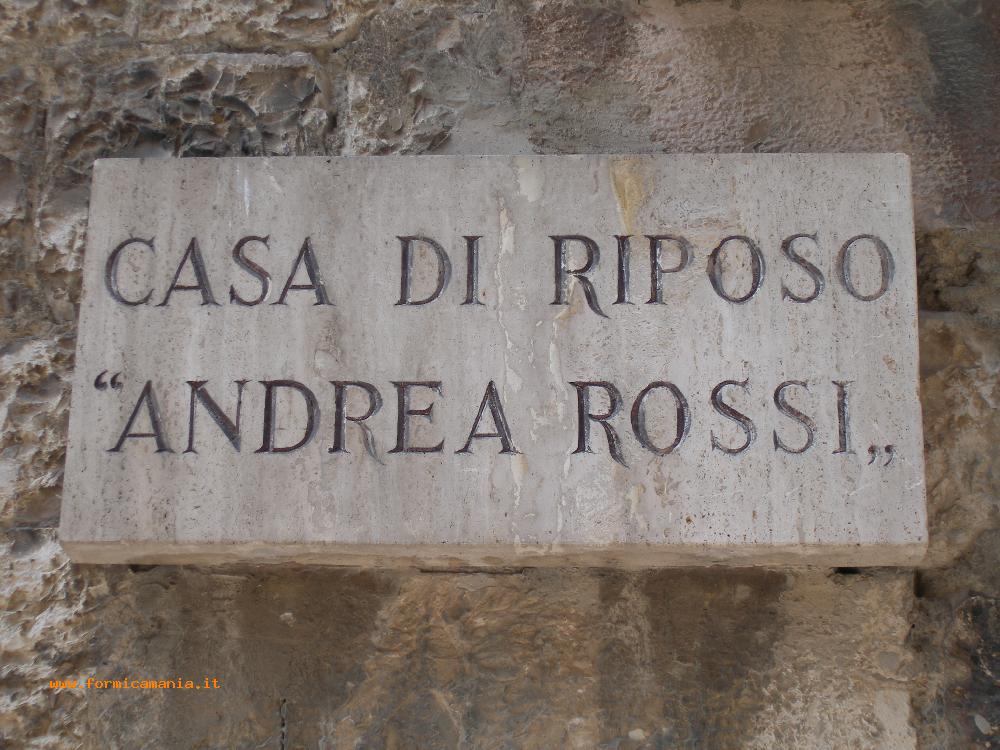 CASA DI RIPOSO
“ANDREA ROSSI„
www.formicamania.it